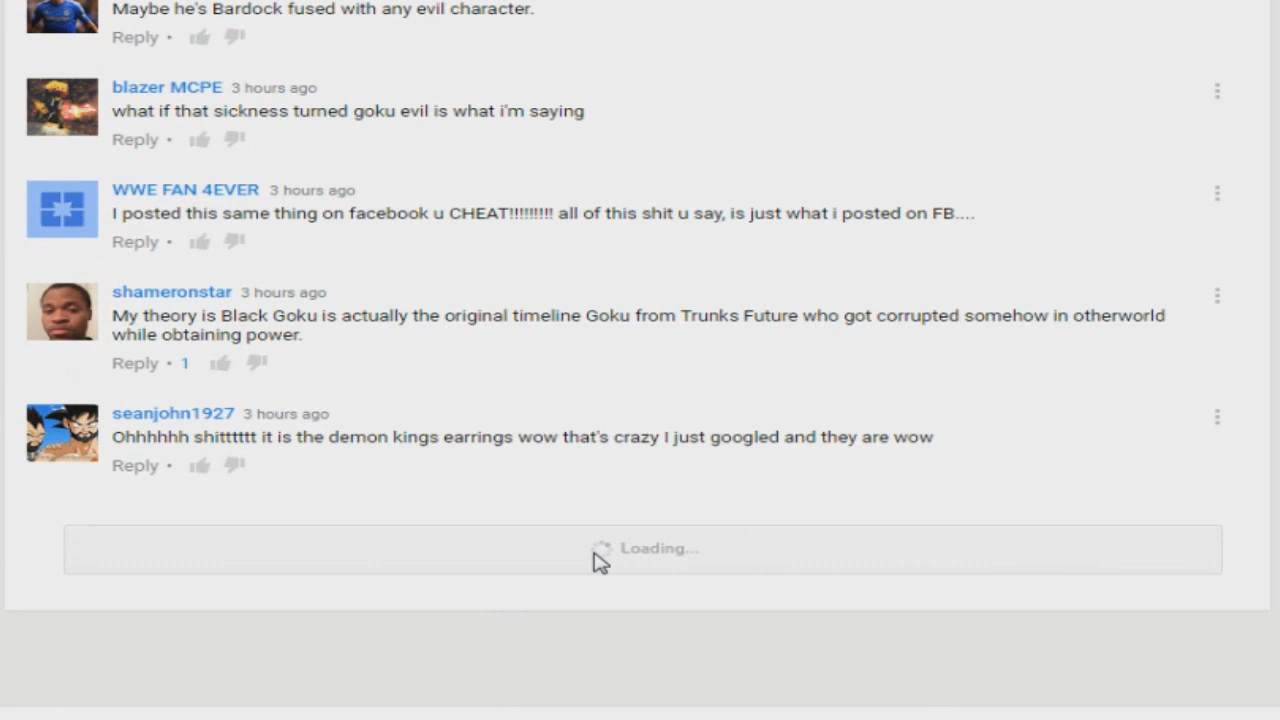 Maybe he's Bardock fused with any evil character.
Reply •
blazer MCPE 3 hours ago
what if that sickness turned goku evil is what i'm saying
Reply •
WWE FAN 4EVER 3 hours ago
I posted this same thing on facebook u CHEAT!!!!!!!!! all of this shit u say, is just what i posted on FB....
Reply •
shameronstar 3 hours ago
My theory is Black Goku is actually the original timeline Goku from Trunks Future who got corrupted somehow in otherworld
while obtaining power.
Reply • 1
seanjohn1927 3 hours ago
Ohhhhhh shitttttt it is the demon kings earrings wow that's crazy I just googled and they are wow
Reply •
Loading...